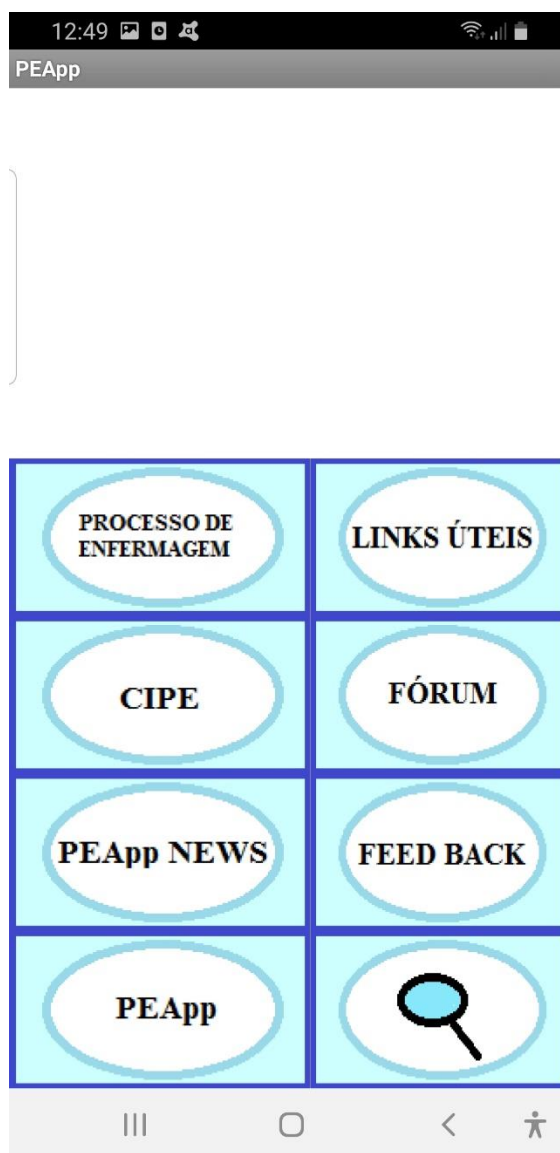 12:49
PEApp
PROCESSO DE
ENFERMAGEM
LINKS ÚTEIS
CIPE
FÓRUM
PEApp NEWS
FEED BACK
PEApp